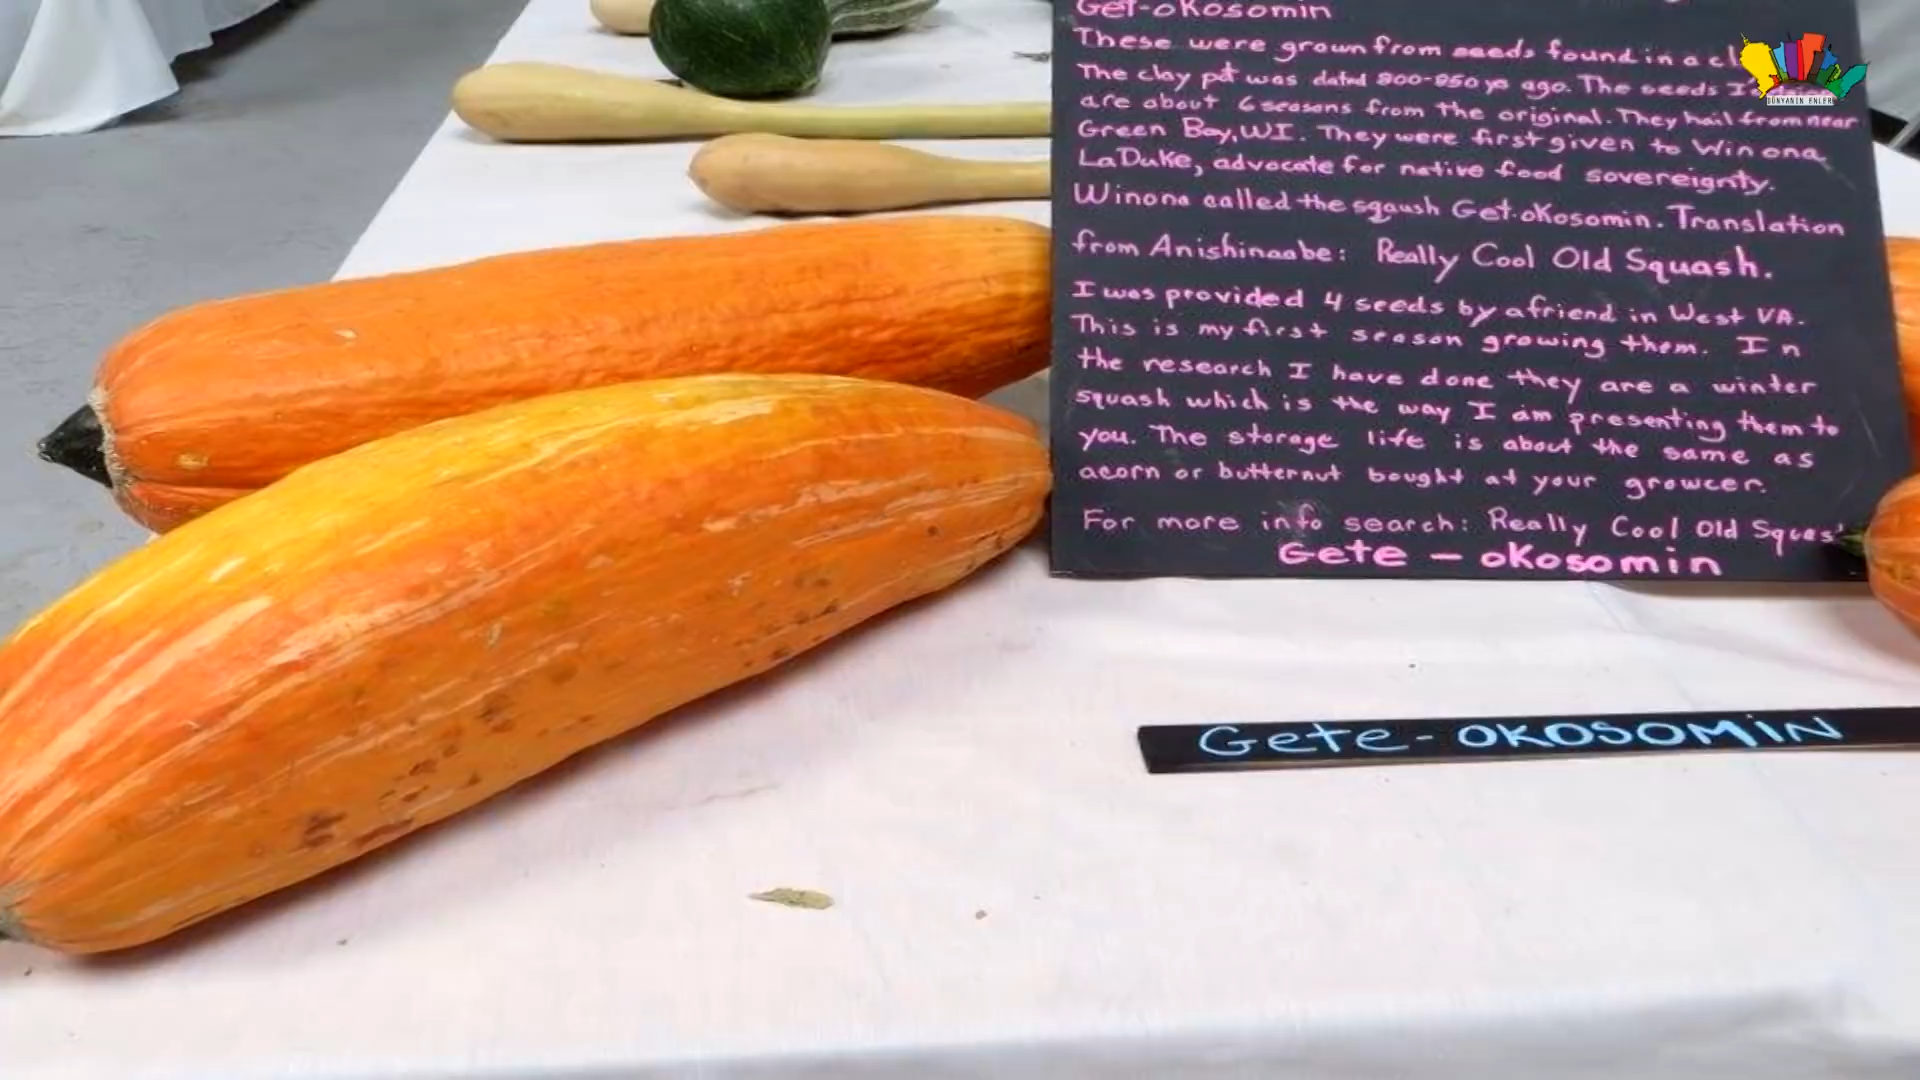 Get-okosomin
These were grown from seeds found in a cl
The clay pot was dated 800-850 ys ago. The seeds I
are about 6 seasons from the original. They hail from near
Green Bay, WI. They were first given to Winona
LaDuke, advocate for native food sovereignty.
Winona called the sqaush Get-okosomin. Translation
from Anishinaabe: Really Cool Old Squash.
I was provided 4 seeds by a friend in West VA.
This is my first season growing them. In
the research I have done they are a winter
squash which is the way I am presenting them to
you. The storage life is about the same as
acorn or butternut bought at your growcer.
For more info search: Really Cool Old Squas
Gete - okosomin
Gete-OKOSOMIN
DÜNYANIN ENLER